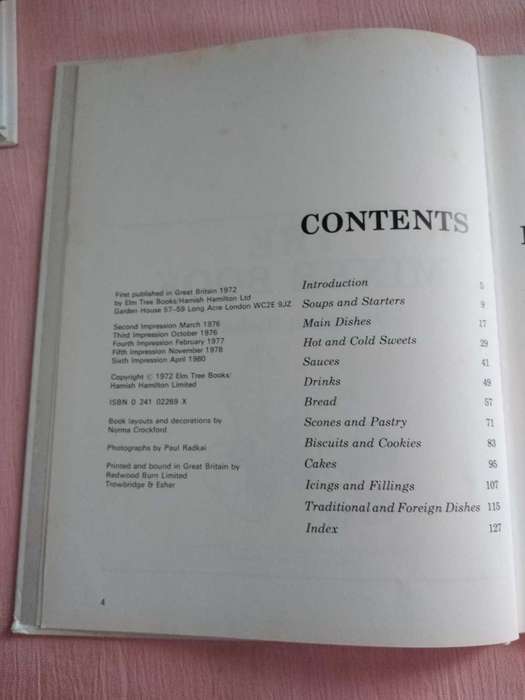 CONTENTS
First published in Great Britain 1972
by Elm Tree Books/Hamish Hamilton Ltd
Garden House 57–59 Long Acre London WC2E 9JZ
Second Impression March 1976
Third Impression October 1976
Fourth Impression February 1977
Fifth Impression November 1978
Sixth Impression April 1980
Copyright © 1972 Elm Tree Books/
Hamish Hamilton Limited
ISBN 0 241 02269 X
Book layouts and decorations by
Norma Crockford
Photographs by Paul Radkai
Printed and bound in Great Britain by
Redwood Burn Limited
Trowbridge & Esher
Introduction 5
Soups and Starters 9
Main Dishes 17
Hot and Cold Sweets 29
Sauces 41
Drinks 49
Bread 57
Scones and Pastry 71
Biscuits and Cookies 83
Cakes 95
Icings and Fillings 107
Traditional and Foreign Dishes 115
Index 127
4